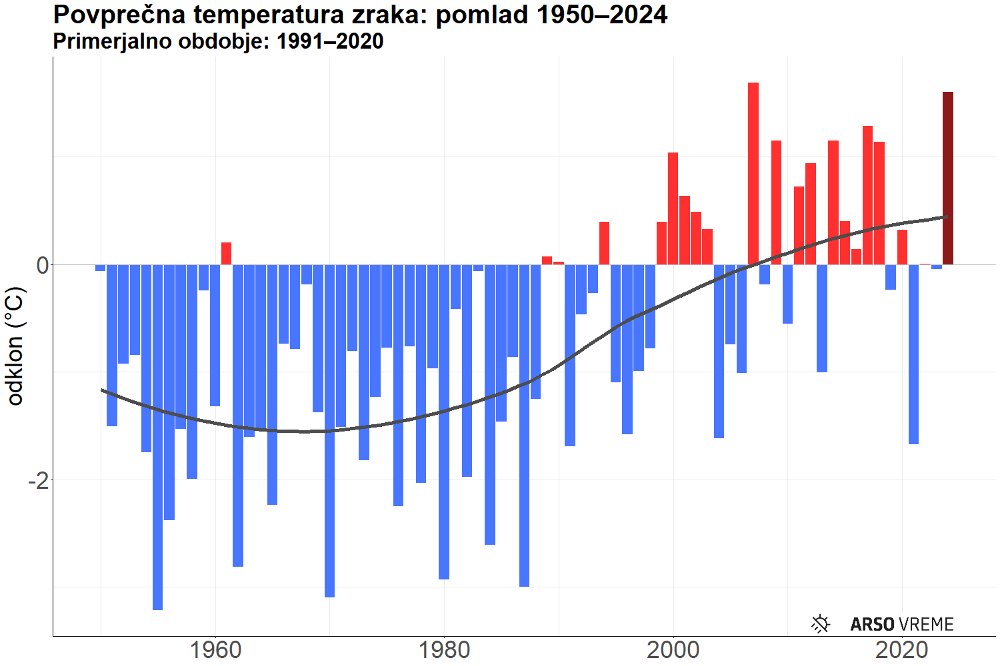 Povprečna temperatura zraka: pomlad 1950–2024
Primerjalno obdobje: 1991–2020
odklon (°C)
0
-2
1960
1980
2000
2020
ARSO VREME